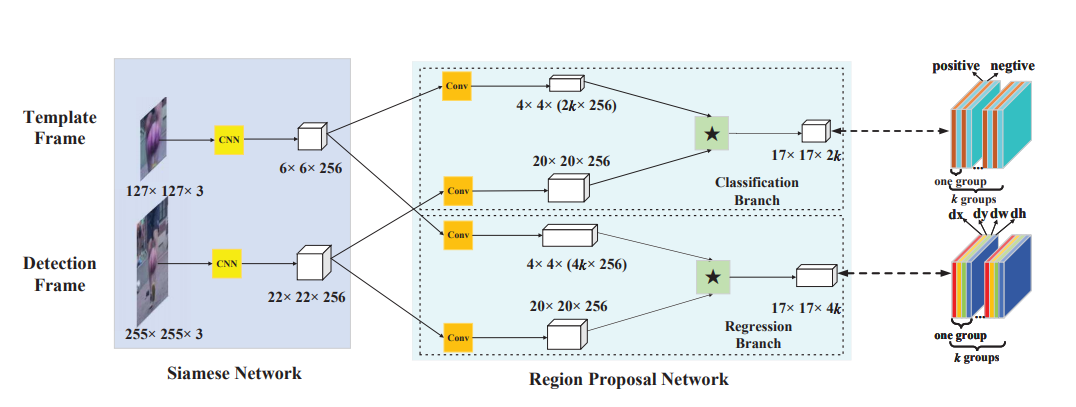 Template
Frame
CNN
6× 6× 256
127× 127× 3
Detection
Frame
CNN
22× 22× 256
255× 255× 3
Siamese Network
Conv
4× 4× (2k× 256)
★
17× 17× 2k
20× 20× 256
Conv
Classification
Branch
Conv
4× 4× (4k× 256)
★
17× 17× 4k
20× 20× 256
Conv
Regression
Branch
Region Proposal Network
positive negtive
one group
...
k groups
dx dy dw dh
...
one group
k groups